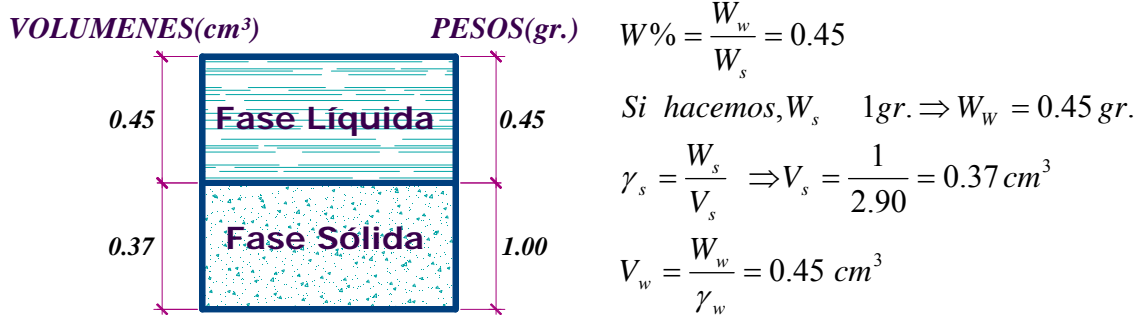 VOLUMENES(cm³) PESOS(gr.)
0.45 Fase Líquida 0.45
0.37 Fase Sólida 1.00
W% = W_w / W_s = 0.45
Si hacemos, W_s 1gr. ⇒ W_W = 0.45 gr.
γ_s = W_s / V_s ⇒ V_s = 1 / 2.90 = 0.37 cm³
V_w = W_w / γ_w = 0.45 cm³